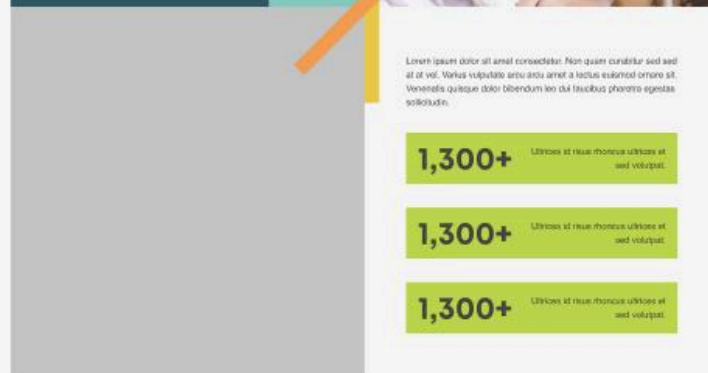 Lorem ipsum dolor sit amet consectetur. Non quam curabitur sed sed
at at vel. Varius vulputate arcu arcu amet a lectus euismod ornare sit.
Venenatis quisque dolor bibendum leo dui faucibus pharetra egestas
sollicitudin.
1,300+
Ultrices id risus rhoncus ultrices et
sed volutpat.
1,300+
Ultrices id risus rhoncus ultrices et
sed volutpat.
1,300+
Ultrices id risus rhoncus ultrices et
sed volutpat.